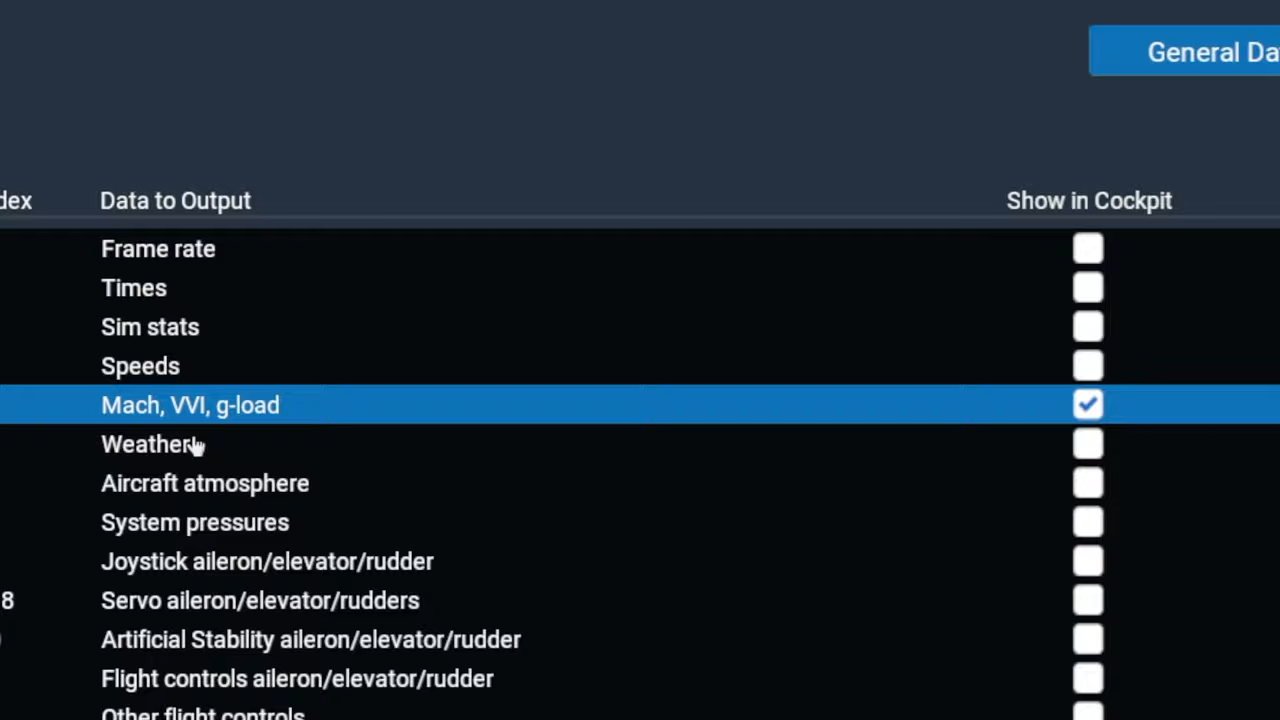 General Da
dex Data to Output Show in Cockpit
Frame rate
Times
Sim stats
Speeds
Mach, VVI, g-load
Weather
Aircraft atmosphere
System pressures
Joystick aileron/elevator/rudder
8 Servo aileron/elevator/rudders
Artificial Stability aileron/elevator/rudder
Flight controls aileron/elevator/rudder
Other flight controls